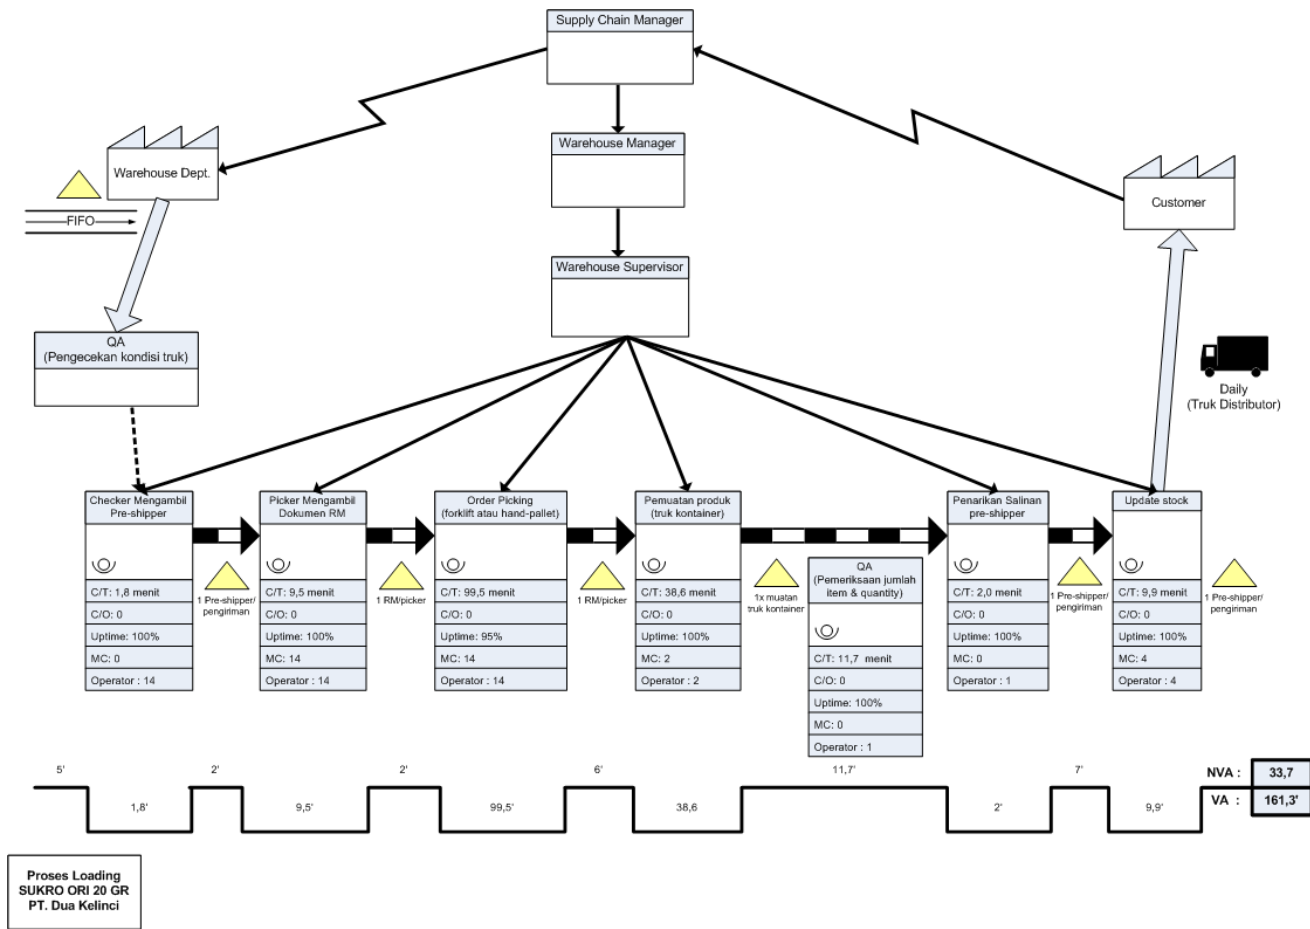 Supply Chain Manager
Warehouse Manager
Warehouse Dept.
FIFO
Customer
Warehouse Supervisor
QA
(Pengecekan kondisi truk)
Daily
(Truk Distributor)
Checker Mengambil
Pre-shipper
C/T: 1,8 menit
C/O: 0
Uptime: 100%
MC: 0
Operator : 14
1 Pre-shipper/
pengiriman
Picker Mengambil
Dokumen RM
C/T: 9,5 menit
C/O: 0
Uptime: 100%
MC: 14
Operator : 14
1 RM/picker
Order Picking
(forklift atau hand-pallet)
C/T: 99,5 menit
C/O: 0
Uptime: 95%
MC: 14
Operator : 14
1 RM/picker
Pemuatan produk
(truk kontainer)
C/T: 38,6 menit
C/O: 0
Uptime: 100%
MC: 2
Operator : 2
1x muatan
truk kontainer
QA
(Pemeriksaan jumlah
item & quantity)
C/T: 11,7 menit
C/O: 0
Uptime: 100%
MC: 0
Operator : 1
Penarikan Salinan
pre-shipper
C/T: 2,0 menit
C/O: 0
Uptime: 100%
MC: 0
Operator : 1
1 Pre-shipper/
pengiriman
Update stock
C/T: 9,9 menit
C/O: 0
Uptime: 100%
MC: 4
Operator : 4
1 Pre-shipper/
pengiriman
5' 2' 2' 6' 11,7' 7'
NVA : 33,7
1,8' 9,5' 99,5' 38,6 2' 9,9'
VA : 161,3'
Proses Loading
SUKRO ORI 20 GR
PT. Dua Kelinci